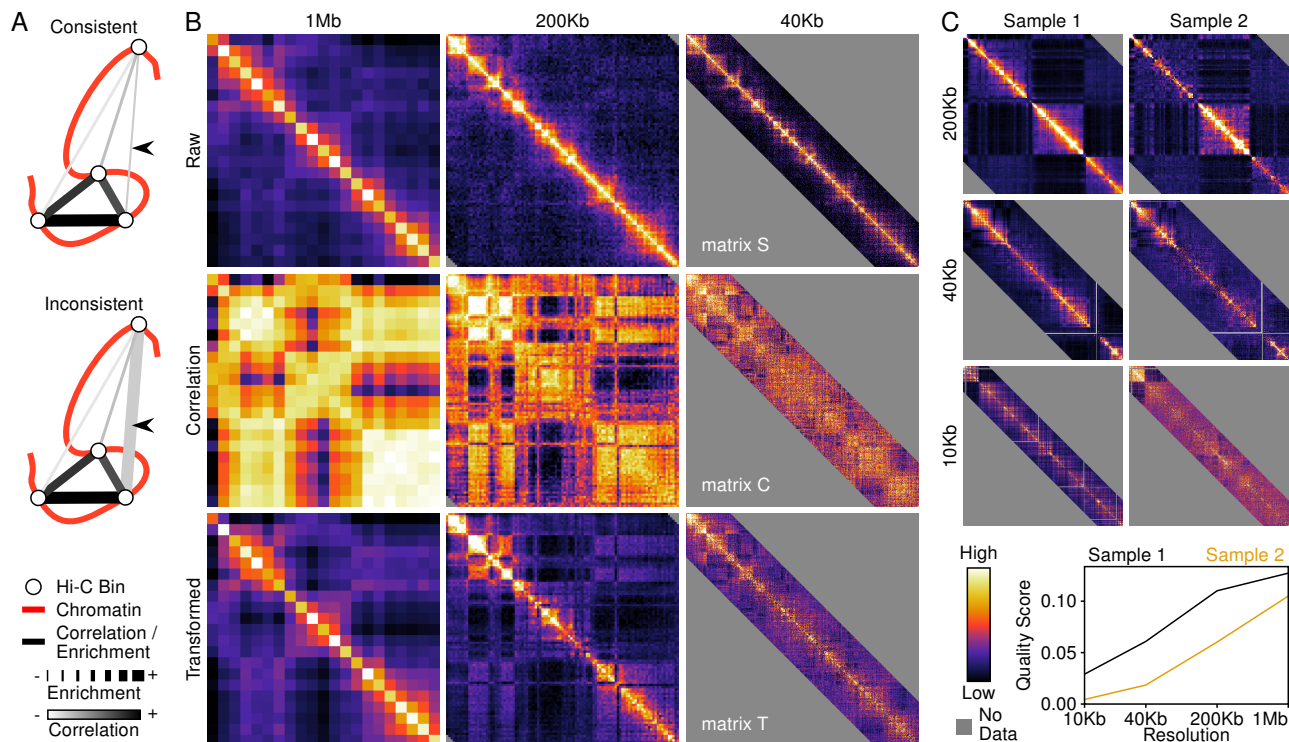 A
Consistent
Inconsistent
Hi-C Bin
Chromatin
Correlation /
Enrichment
- +
Enrichment
- +
Correlation
B
1Mb 200Kb 40Kb
Raw
matrix S
Correlation
matrix C
Transformed
matrix T
C
Sample 1 Sample 2
200Kb
40Kb
10Kb
High
Low
No
Data
Sample 1 Sample 2
Quality Score
0.10
0.05
0.00
10Kb 40Kb 200Kb 1Mb
Resolution